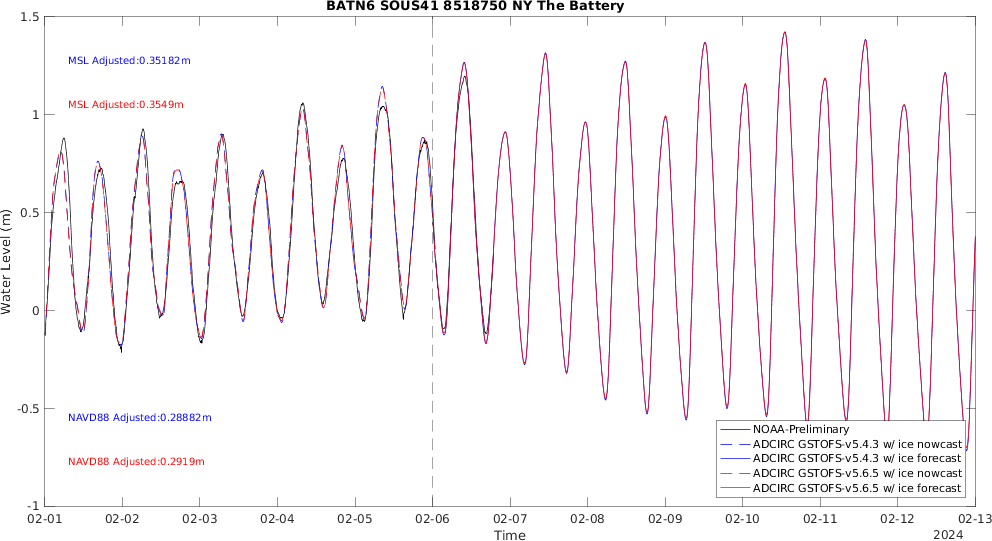 BATN6 SOUS41 8518750 NY The Battery
MSL Adjusted:0.35182m
MSL Adjusted:0.3549m
NAVD88 Adjusted:0.28882m
NAVD88 Adjusted:0.2919m
Water Level (m)
1.5
1
0.5
0
-0.5
-1
NOAA-Preliminary
ADCIRC GSTOFS-v5.4.3 w/ ice nowcast
ADCIRC GSTOFS-v5.4.3 w/ ice forecast
ADCIRC GSTOFS-v5.6.5 w/ ice nowcast
ADCIRC GSTOFS-v5.6.5 w/ ice forecast
02-01 02-02 02-03 02-04 02-05 02-06 02-07 02-08 02-09 02-10 02-11 02-12 02-13
Time
2024